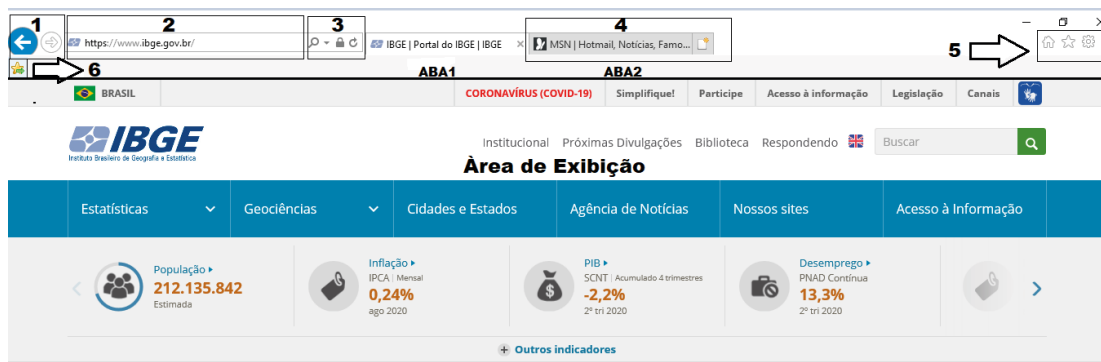 1 2 3 4
https://www.ibge.gov.br/ IBGE | Portal do IBGE | IBGE × MSN | Hotmail, Notícias, Famo... 5
6 ABA1 ABA2
BRASIL CORONAVÍRUS (COVID-19) Simplifique! Participe Acesso à informação Legislação Canais
IBGE
Instituto Brasileiro de Geografia e Estatística
Institucional Próximas Divulgações Biblioteca Respondendo Buscar
Àrea de Exibição
Estatísticas Geociências Cidades e Estados Agência de Notícias Nossos sites Acesso à Informação
População
212.135.842
Estimada
Inflação
IPCA | Mensal
0,24%
ago 2020
PIB
SCNT | Acumulado 4 trimestres
-2,2%
2º tri 2020
Desemprego
PNAD Contínua
13,3%
2º tri 2020
Outros indicadores